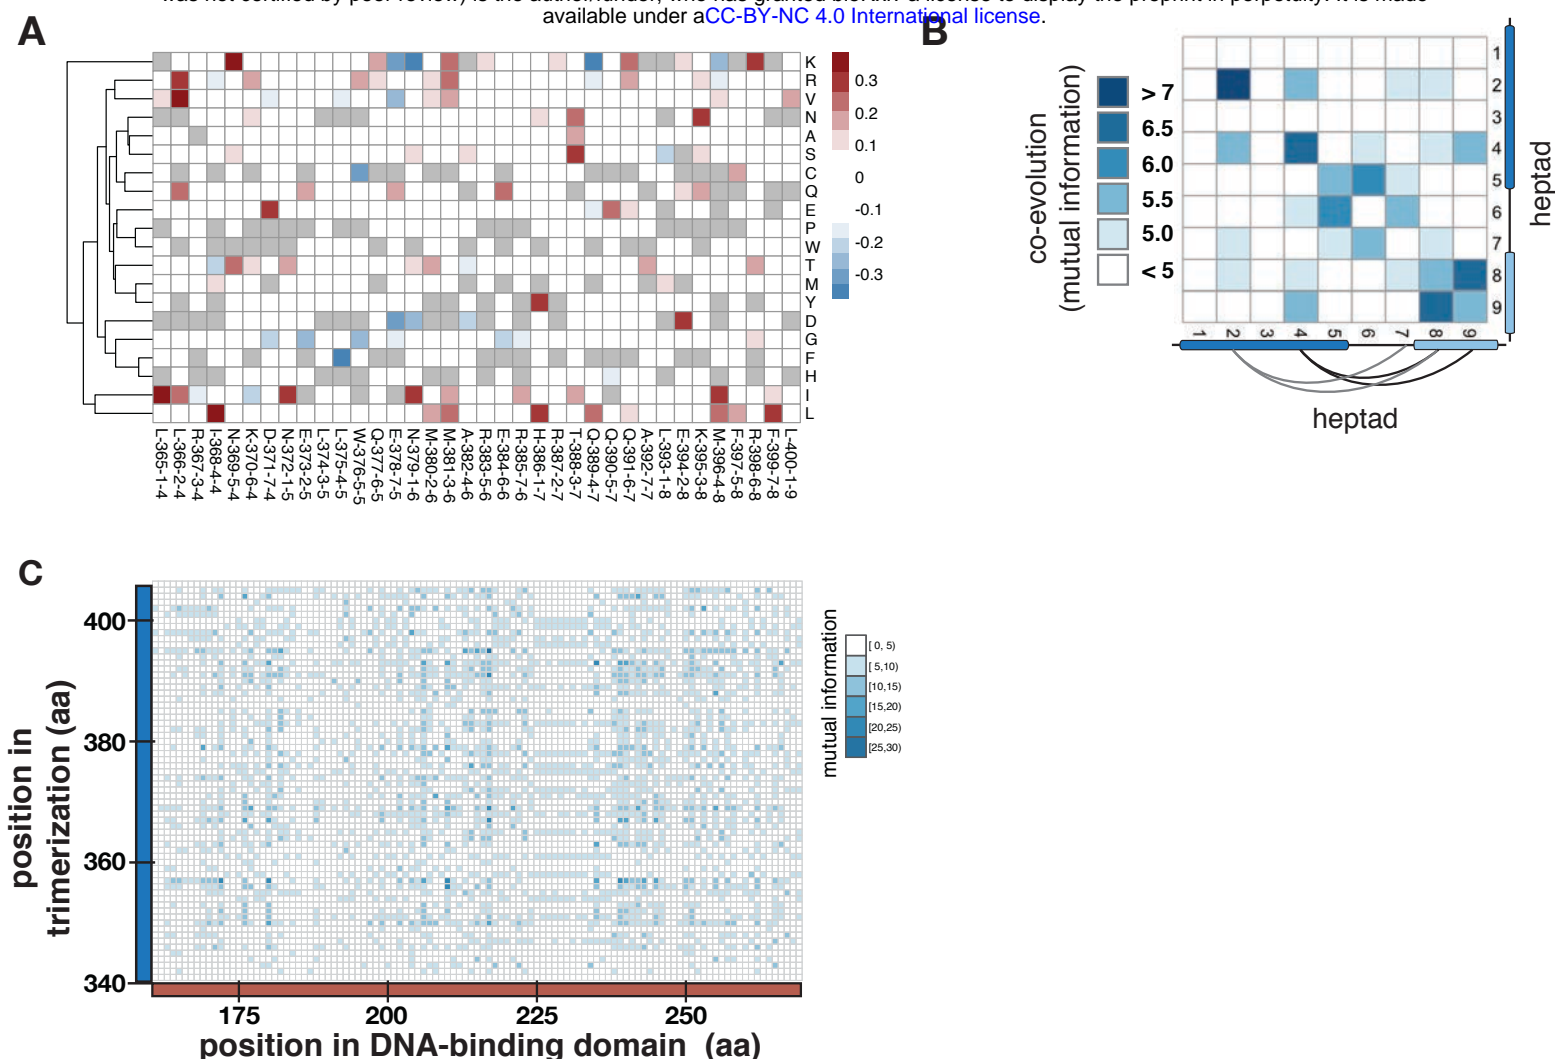 available under aCC-BY-NC 4.0 International license.
A
K
R
V
N
A
S
C
Q
E
P
W
T
M
Y
D
G
F
H
I
L
0.3
0.2
0.1
0
-0.1
-0.2
-0.3
L-365-1-4
L-366-2-4
R-367-3-4
I-368-4-4
N-369-5-4
K-370-6-4
D-371-7-4
N-372-1-5
E-373-2-5
L-374-3-5
L-375-4-5
W-376-5-5
Q-377-6-5
E-378-7-5
N-379-1-6
M-380-2-6
M-381-3-6
A-382-4-6
R-383-5-6
E-384-6-6
R-385-7-6
H-386-1-7
R-387-2-7
T-388-3-7
Q-389-4-7
Q-390-5-7
Q-391-6-7
A-392-7-7
L-393-1-8
E-394-2-8
K-395-3-8
M-396-4-8
F-397-5-8
R-398-6-8
F-399-7-8
L-400-1-9
B
co-evolution
(mutual information)
> 7
6.5
6.0
5.5
5.0
< 5
1
2
3
4
5
6
7
8
9
heptad
1 2 3 4 5 6 7 8 9
heptad
C
position in
trimerization (aa)
400
380
360
340
175 200 225 250
position in DNA-binding domain (aa)
mutual information
[ 0, 5)
[ 5,10)
[10,15)
[15,20)
[20,25)
[25,30)